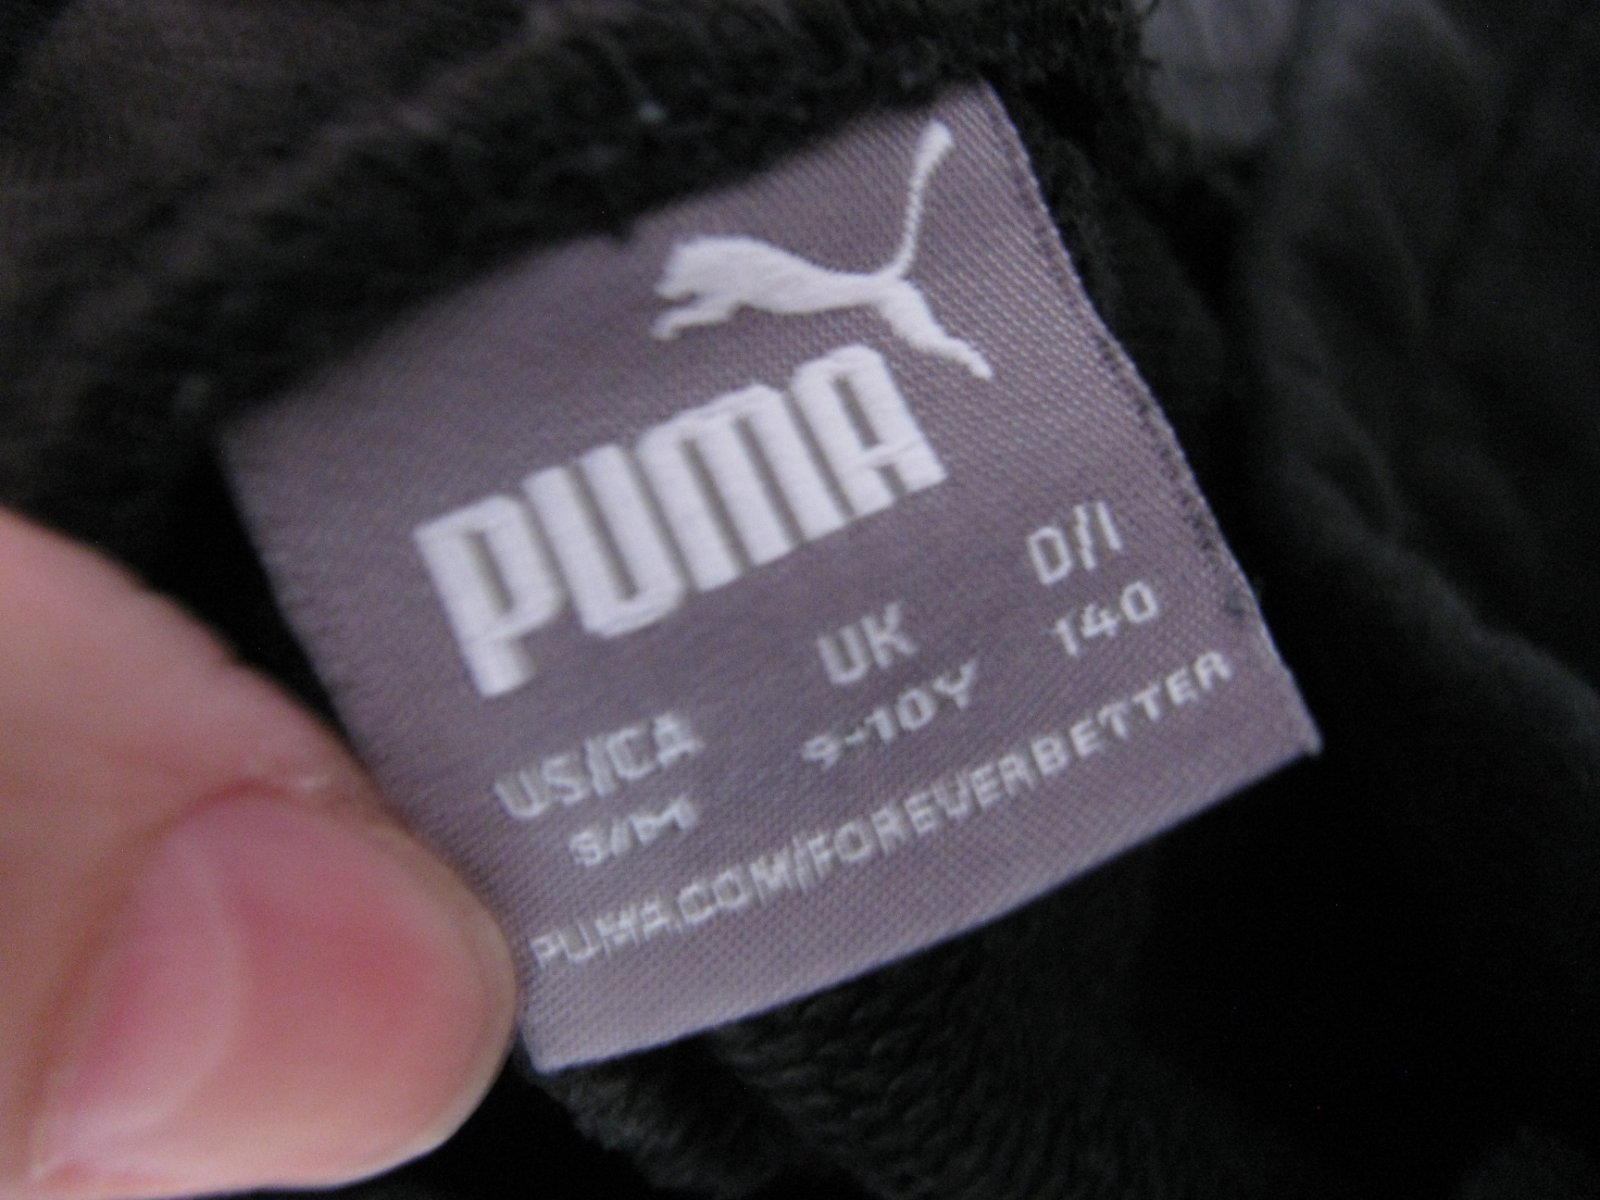 PUMA
US/CA UK D/I
S/M 9-10Y 140
PUMA.COM/FOREVERBETTER